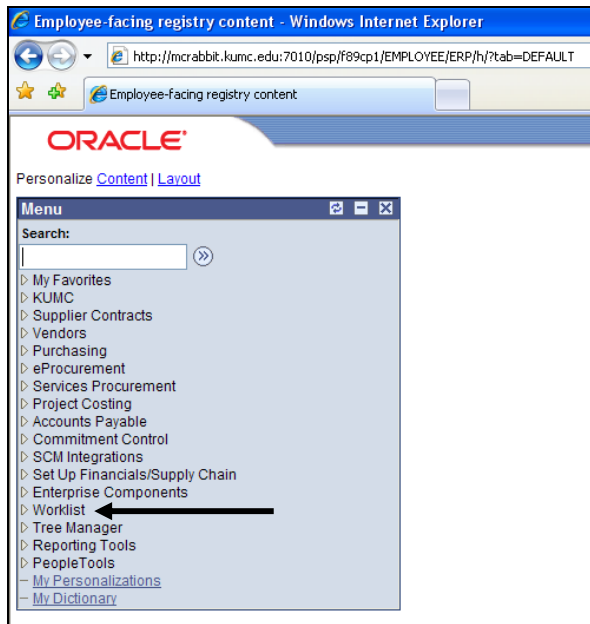 Employee-facing registry content - Windows Internet Explorer
http://mcrabbit.kumc.edu:7010/psp/f89cp1/EMPLOYEE/ERP/h/?tab=DEFAULT
Employee-facing registry content
ORACLE
Personalize Content | Layout
Menu
Search:
My Favorites
KUMC
Supplier Contracts
Vendors
Purchasing
eProcurement
Services Procurement
Project Costing
Accounts Payable
Commitment Control
SCM Integrations
Set Up Financials/Supply Chain
Enterprise Components
Worklist
Tree Manager
Reporting Tools
PeopleTools
My Personalizations
My Dictionary